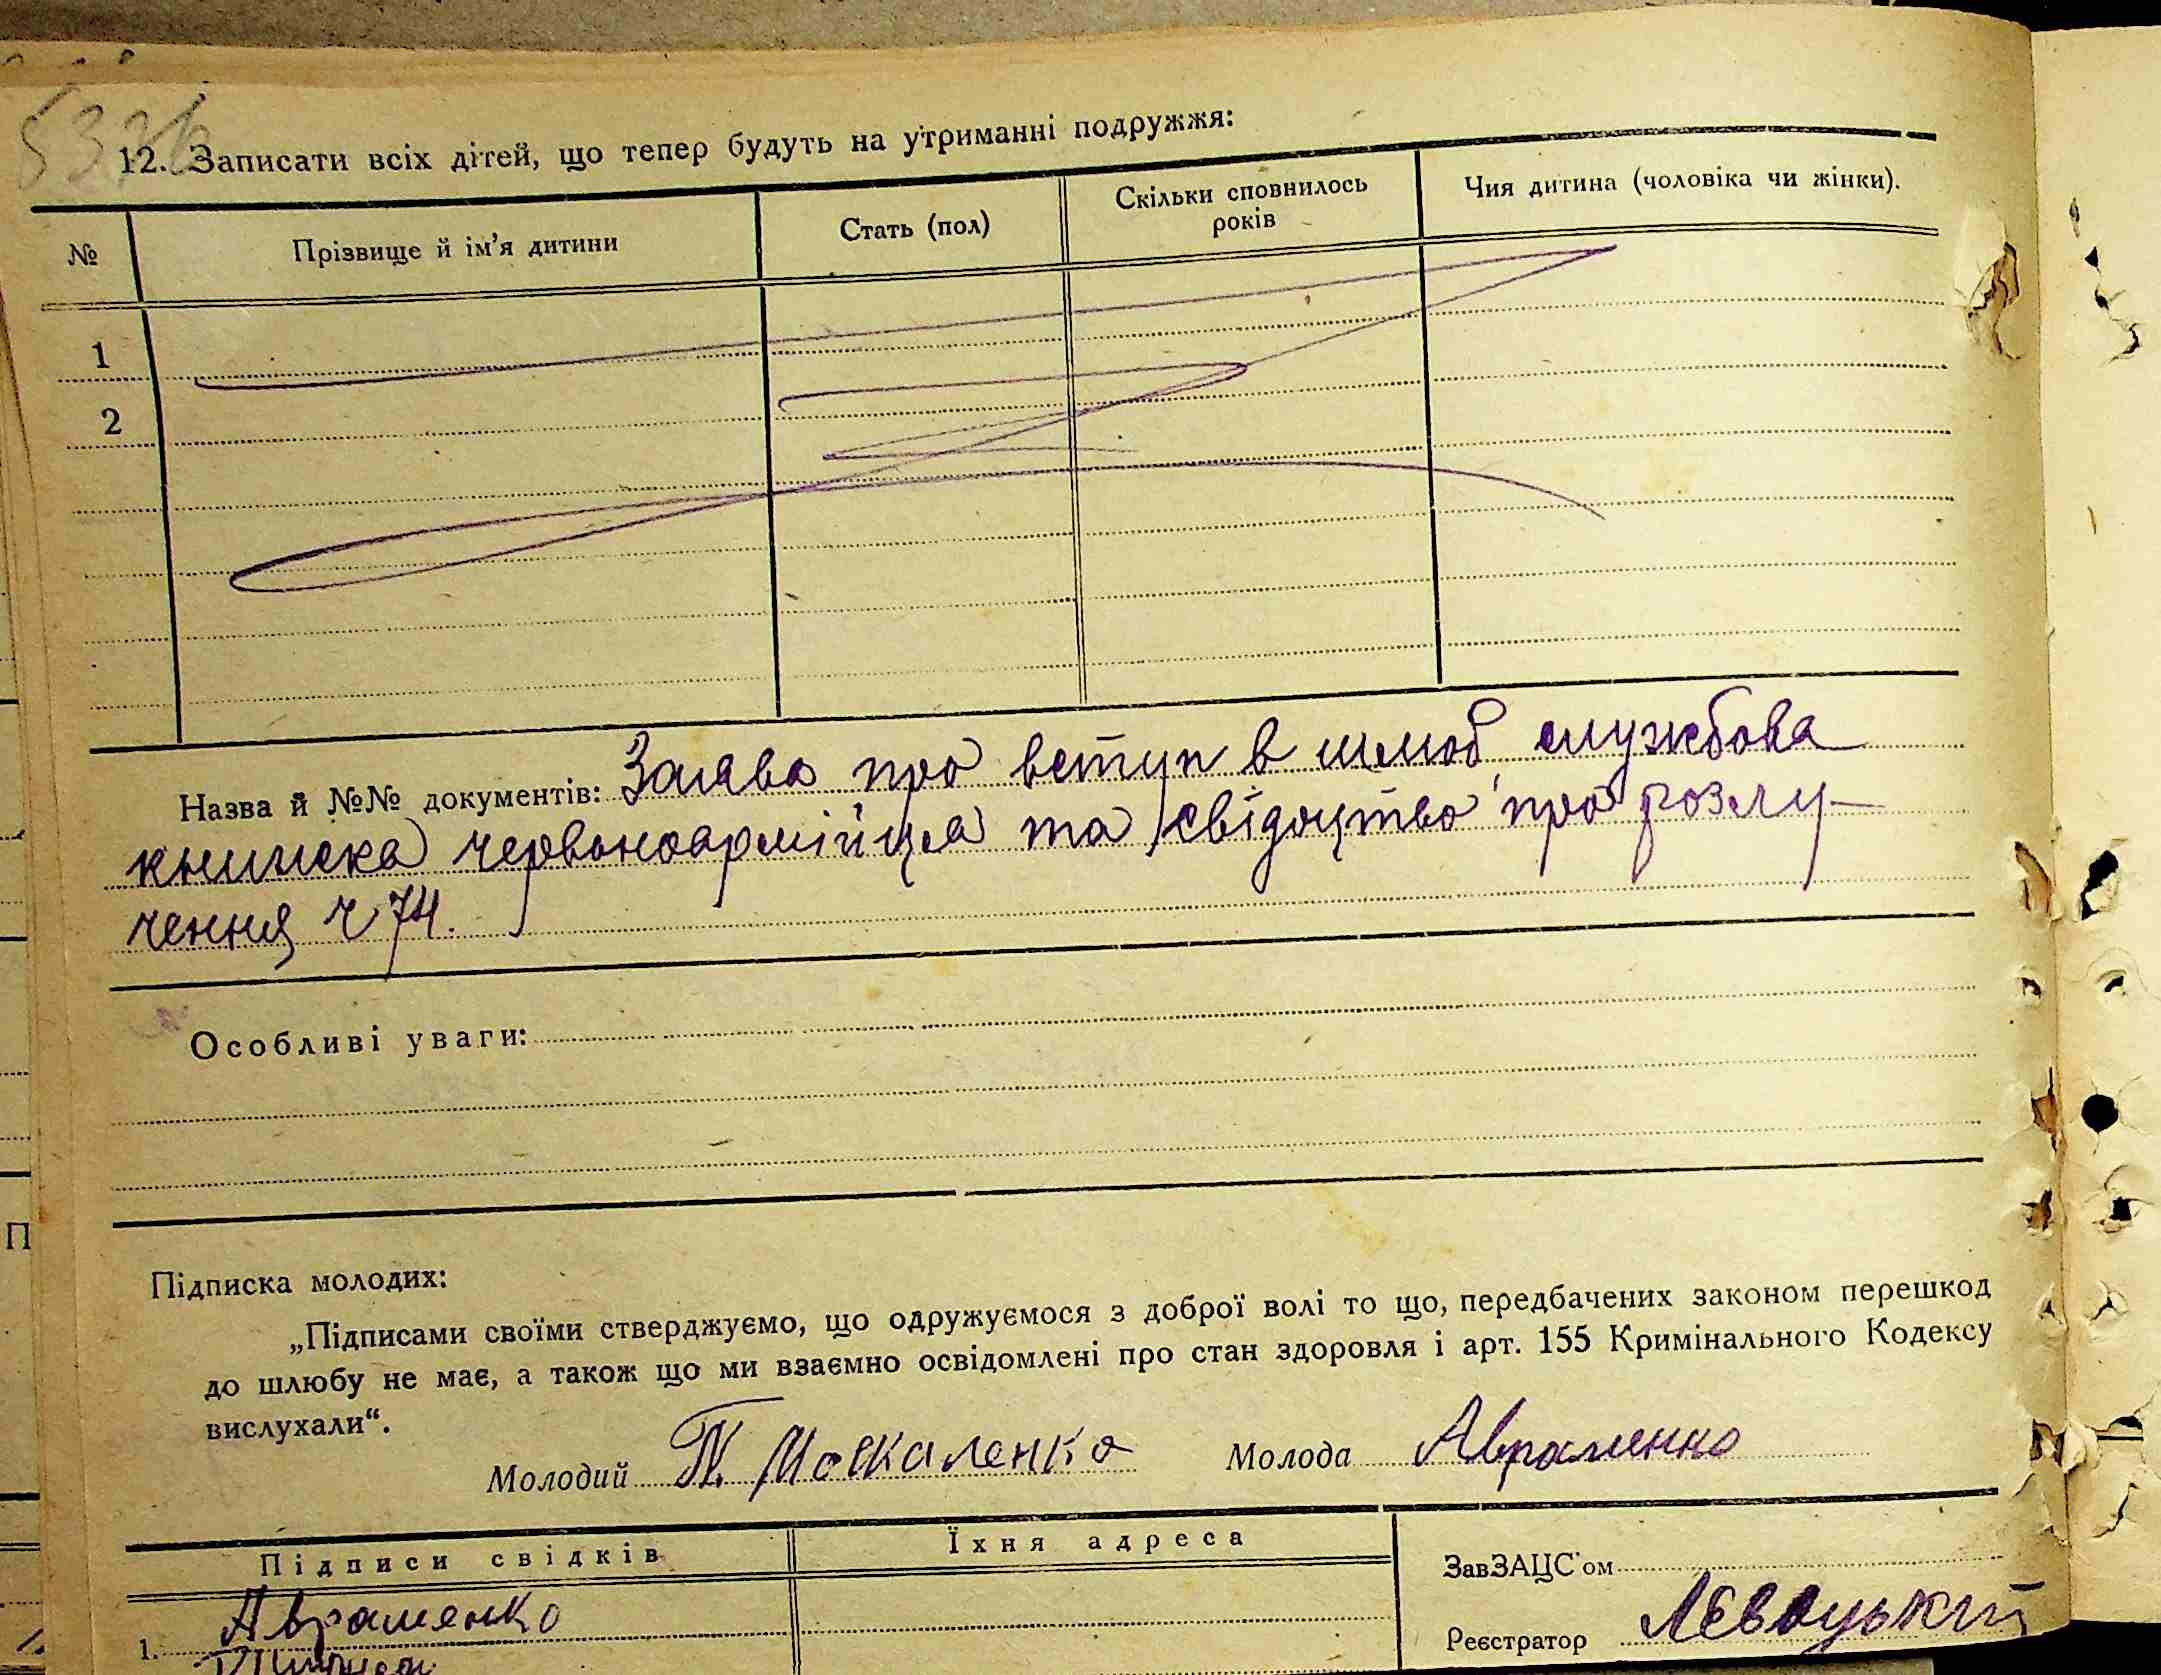 12. Записати всіх дітей, що тепер будуть на утриманні подружжя:
№ Прізвище й ім’я дитини Стать (пол) Скільки сповнилось років Чия дитина (чоловіка чи жінки).
1
2
Назва й №№ документів: Заява про вступ в шлюб, службова
книжка червоноармійця та свідоцтво про розлу-
чення ч 74.
Особливі уваги:
Підписка молодих:
„Підписами своїми стверджуємо, що одружуємося з доброї волі то що, передбачених законом перешкод
до шлюбу не має, а також що ми взаємно освідомлені про стан здоровля і арт. 155 Кримінального Кодексу
вислухали“.
Молодий П. Москаленко Молода Авраменко
Підписи свідків Їхня адреса
ЗавЗАЦС’ом
1. Авраменко
Реєстратор Лєвоцький
П